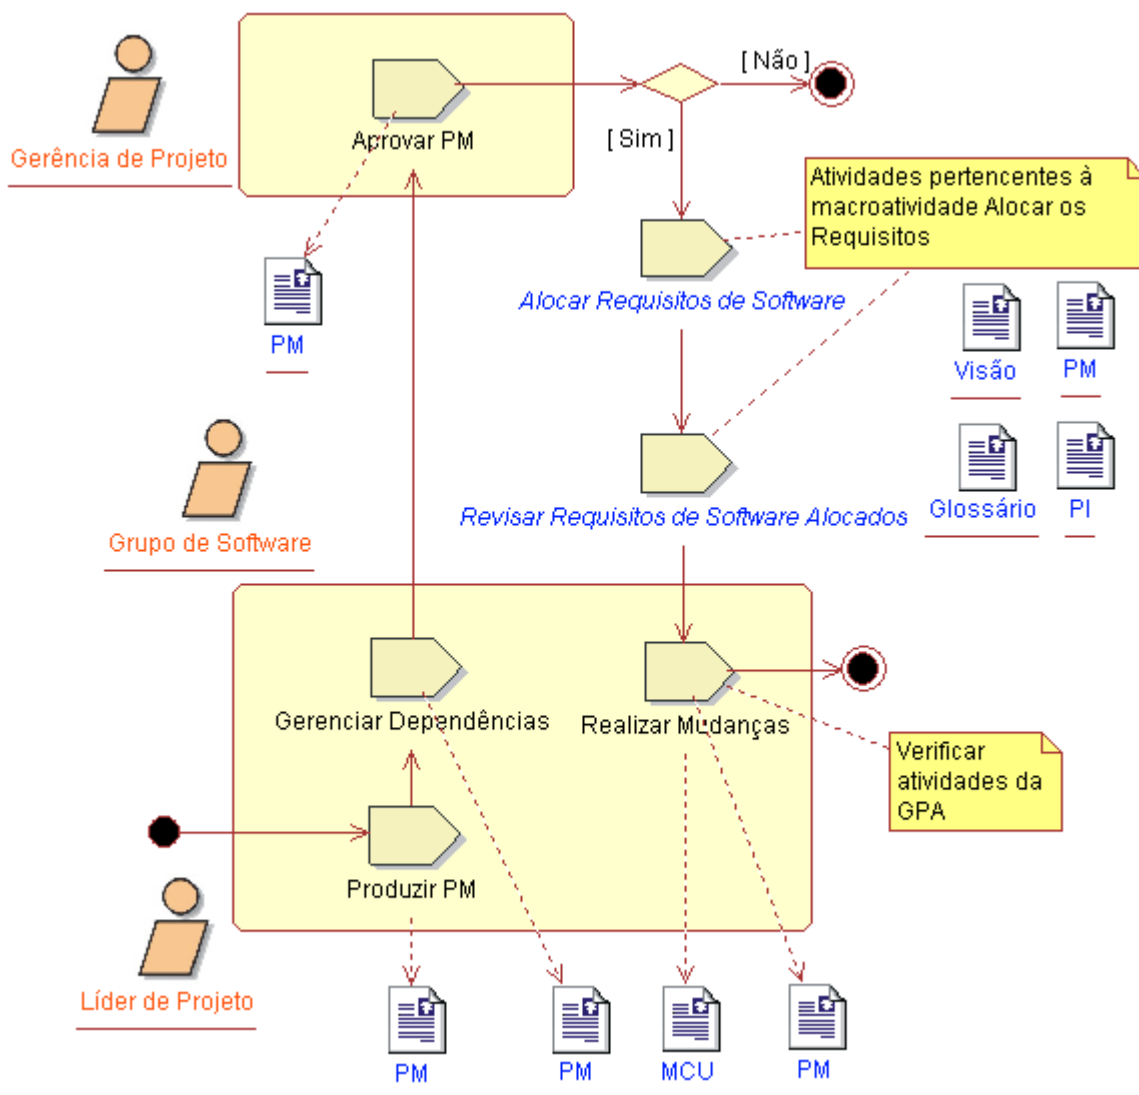 [ Não ]
Aprovar PM
[ Sim ]
Gerência de Projeto
Atividades pertencentes à
macroatividade Alocar os
Requisitos
Alocar Requisitos de Software
PM
Visão
PM
Glossário
PI
Revisar Requisitos de Software Alocados
Grupo de Software
Gerenciar Dependências
Realizar Mudanças
Verificar
atividades da
GPA
Produzir PM
Líder de Projeto
PM
PM
MCU
PM